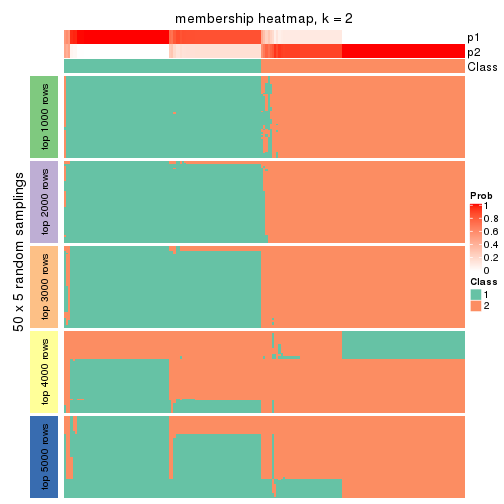 membership heatmap, k = 2
p1
p2
Class
50 x 5 random samplings
top 1000 rows
top 2000 rows
top 3000 rows
top 4000 rows
top 5000 rows
Prob
1
0.8
0.6
0.4
0.2
0
Class
1
2